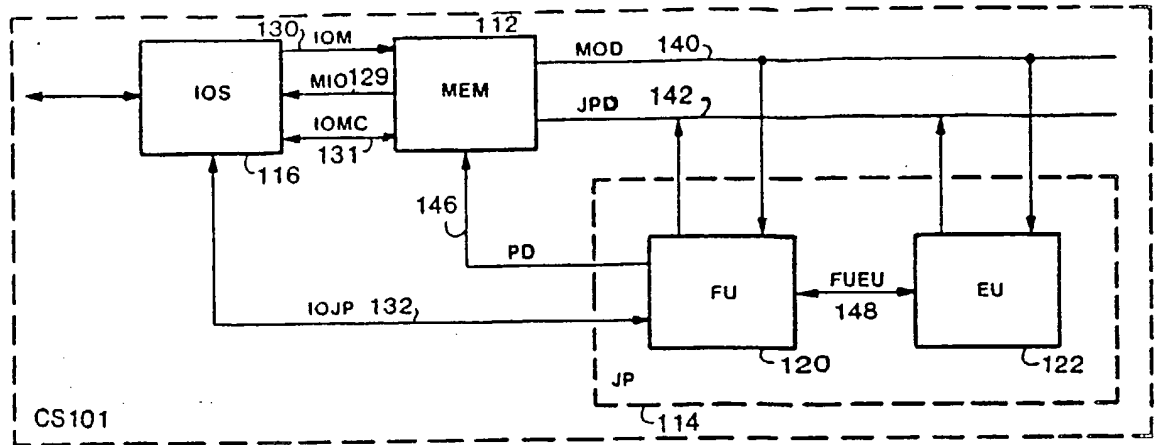 130 IOM
112
MOD 140
IOS
MIO 129
MEM
JPD 142
IOMC
131
116
146
PD
FU
FUEU
148
EU
IOJP 132
120
122
JP
114
CS101